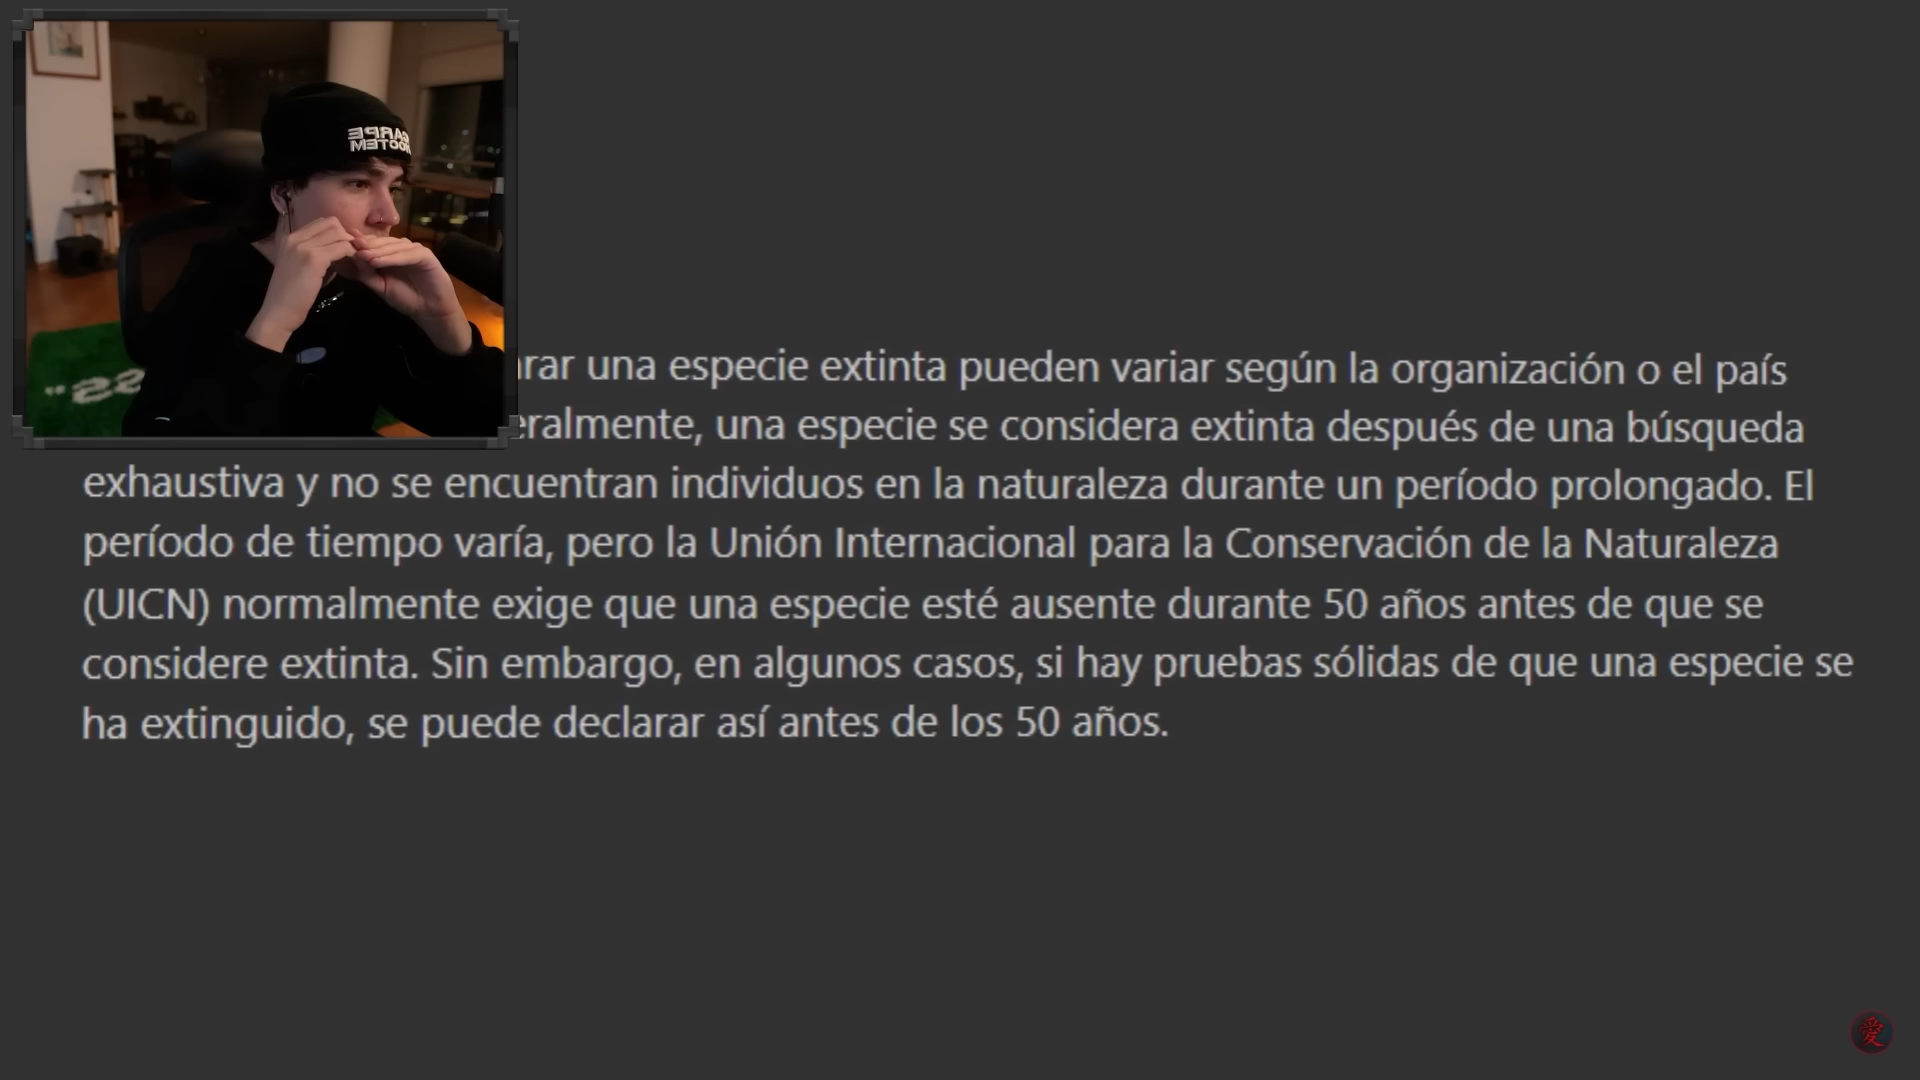 una especie extinta pueden variar según la organización o el país
una especie se considera extinta después de una búsqueda
exhaustiva y no se encuentran individuos en la naturaleza durante un período prolongado. El
período de tiempo varía, pero la Unión Internacional para la Conservación de la Naturaleza
(UICN) normalmente exige que una especie esté ausente durante 50 años antes de que se
considere extinta. Sin embargo, en algunos casos, si hay pruebas sólidas de que una especie se
ha extinguido, se puede declarar así antes de los 50 años.
CARPE
NOCTEM
"22
愛